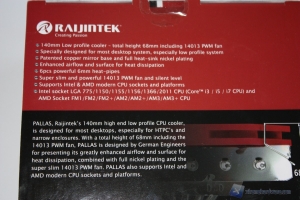 RAIJINTEK
Creating Passion
140mm Low profile cooler - total height 68mm including 14013 PWM fan
Specially designed for most desktop system, especially for narrow enclosures
Patented copper mirror base and full heat-sink nickel plating
Enhanced airflow and surface for heat dissipation
6pcs powerful 6mm heat-pipes
Super slim and powerful 14013 PWM fan and silent level
Supports Intel & AMD modern CPU sockets and platforms
Intel socket LGA 775/1150/1155/1156/1366/2011 CPU (Core™ i3 / i5 / i7 CPU) and
AMD Socket FM1/FM2/FM2+/AM2/AM2+/AM3/AM3+ CPU
PALLAS, Raijintek's 140mm high end low profile CPU cooler,
is designed for most desktops, especially for HTPC's and
narrow enclosures. With a total height of 68mm including the
14013 PWM fan, PALLAS is designed by German Engineers
for presenting its greatly enhanced airflow and surface for
heat dissipation, combined with full nickel plating and the
super slim 14013 PWM fan. PALLAS also supports Intel and
AMD modern CPU sockets and platforms.